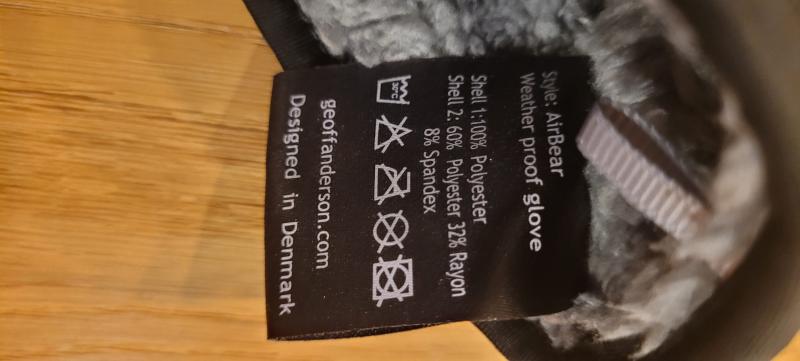 Style: AirBear
Weather proof glove
Shell 1:100% Polyester
Shell 2: 60% Polyester 32% Rayon
8% Spandex
30°C
geoffanderson.com
Designed in Denmark